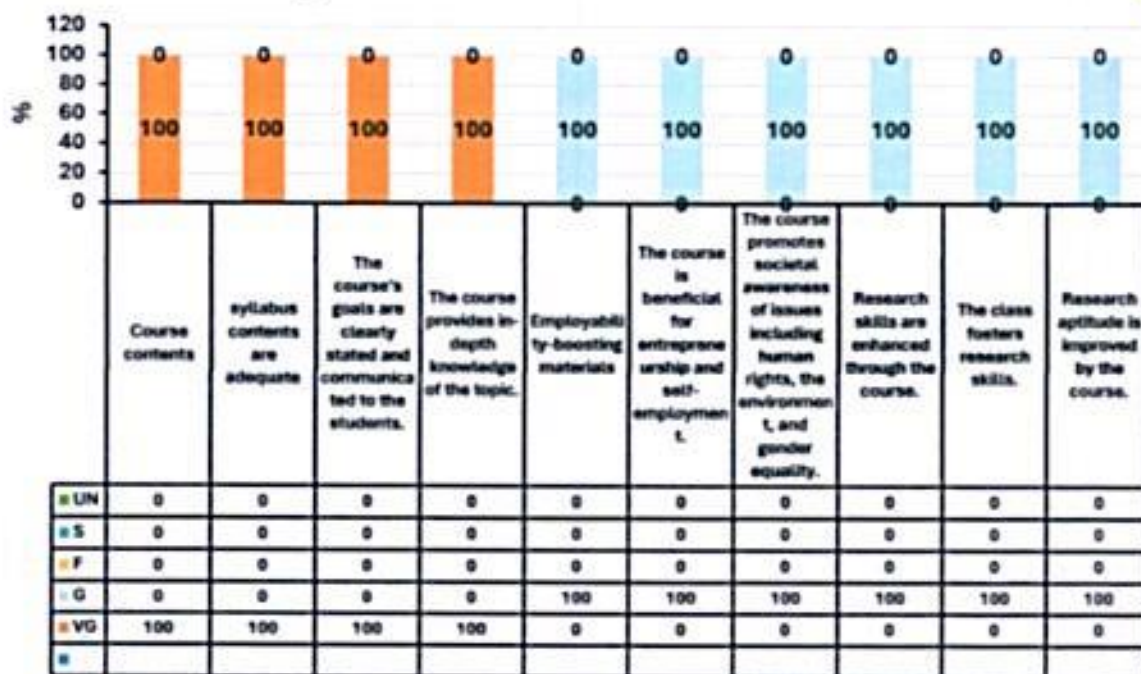 120
100
80
60
40
20
0
%
0 0 0 0 0 0 0 0 0 0
100 100 100 100 100 100 100 100 100 100
0 0 0 0 0 0
Course
contents
syllabus
contents
are
adequate
The
course's
goals are
clearly
stated and
communica
ted to the
students.
The course
provides in-
depth
knowledge
of the topic.
Employabili
ty-boosting
materials
The course
is
beneficial
for
entreprene
urship and
self-
employmen
t.
The course
promotes
societal
awareness
of issues
including
human
rights, the
environmen
t, and
gender
equality.
Research
skills are
enhanced
through the
course.
The class
fosters
research
skills.
Research
aptitude is
improved
by the
course.
UN 0 0 0 0 0 0 0 0 0 0
S 0 0 0 0 0 0 0 0 0 0
F 0 0 0 0 0 0 0 0 0 0
G 0 0 0 0 100 100 100 100 100 100
VG 100 100 100 100 0 0 0 0 0 0